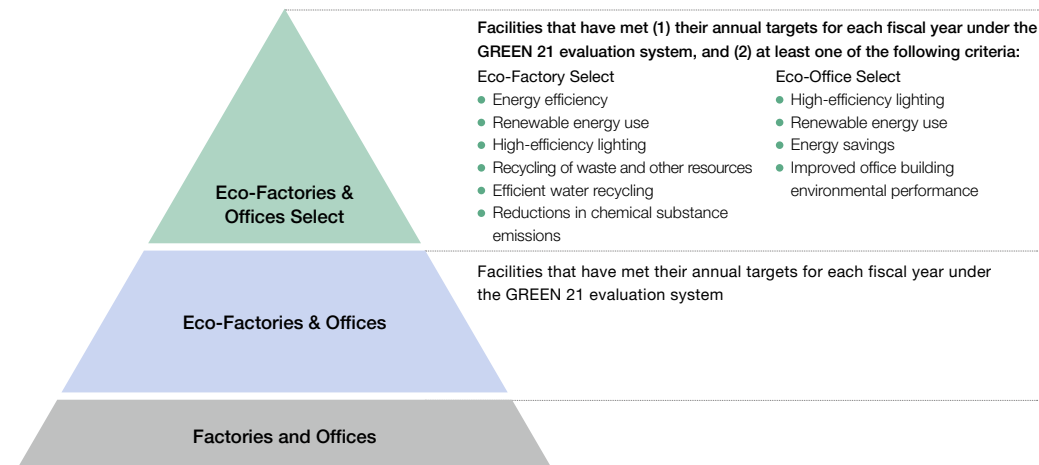 Facilities that have met (1) their annual targets for each fiscal year under the
GREEN 21 evaluation system, and (2) at least one of the following criteria:
Eco-Factory Select
● Energy efficiency
● Renewable energy use
● High-efficiency lighting
● Recycling of waste and other resources
● Efficient water recycling
● Reductions in chemical substance
emissions
Eco-Office Select
● High-efficiency lighting
● Renewable energy use
● Energy savings
● Improved office building
environmental performance
Eco-Factories &
Offices Select
Facilities that have met their annual targets for each fiscal year under
the GREEN 21 evaluation system
Eco-Factories & Offices
Factories and Offices